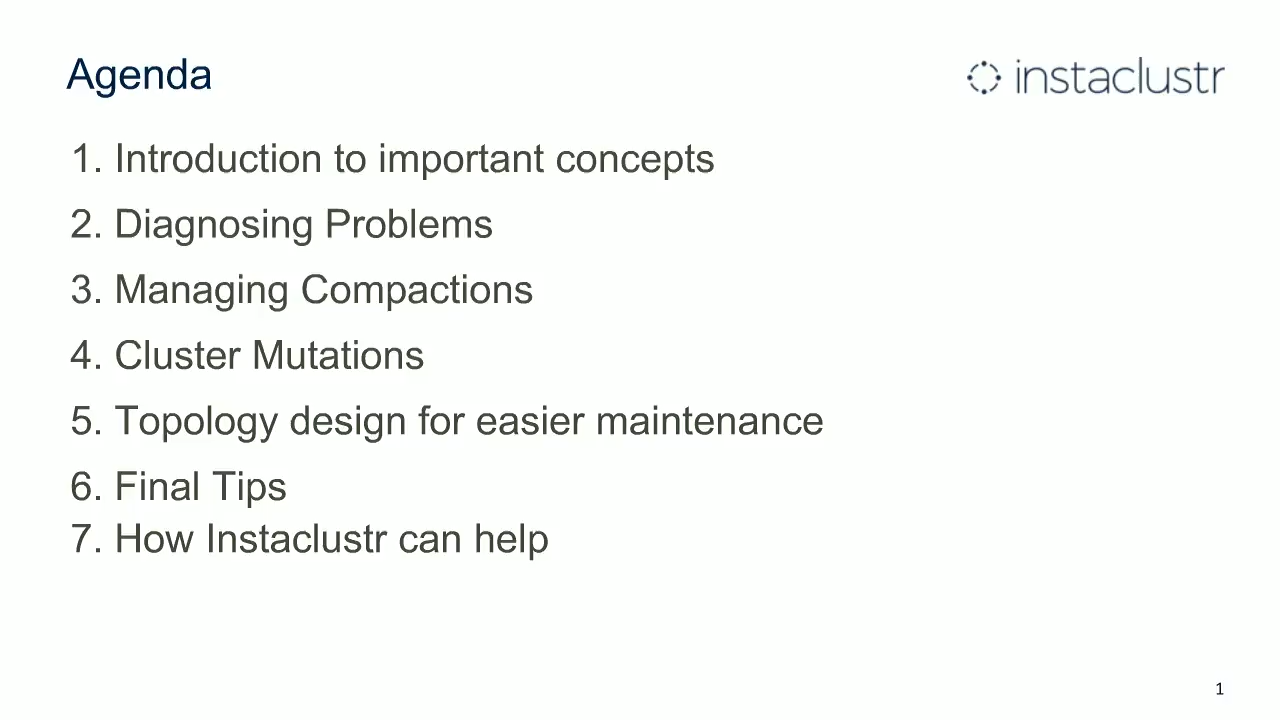 Agenda
instaclustr
1. Introduction to important concepts
2. Diagnosing Problems
3. Managing Compactions
4. Cluster Mutations
5. Topology design for easier maintenance
6. Final Tips
7. How Instaclustr can help
1